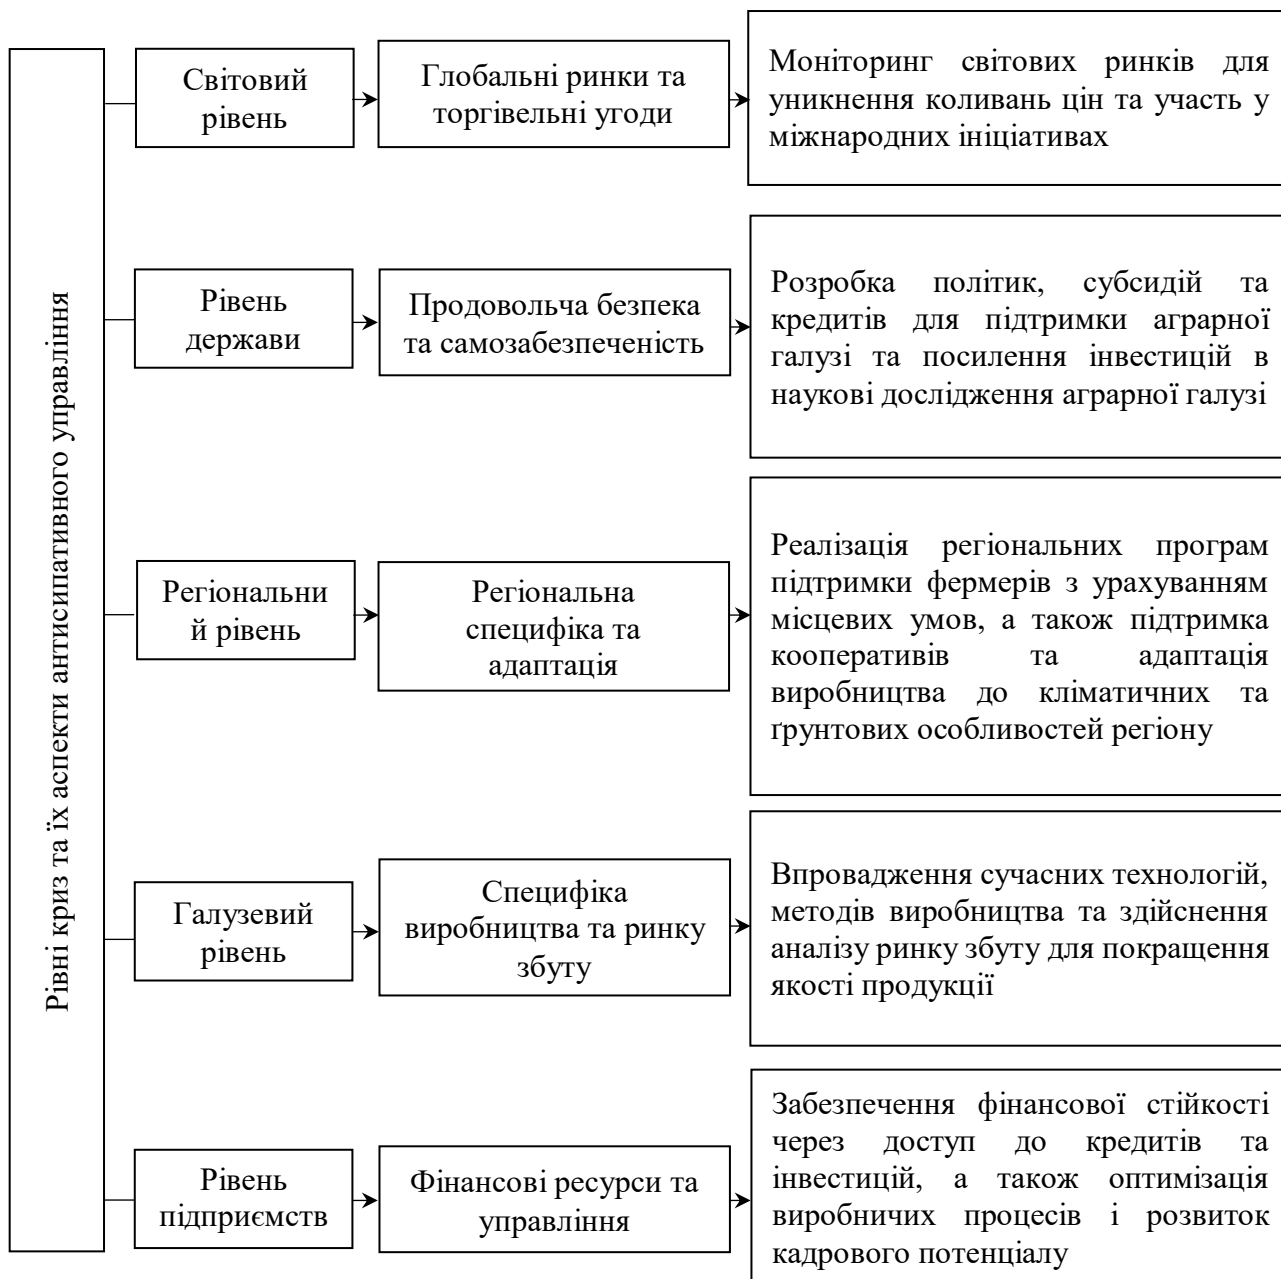 Рівні криз та їх аспекти антисипативного управління
Світовий
рівень
Глобальні ринки та
торгівельні угоди
Моніторинг світових ринків для
уникнення коливань цін та участь у
міжнародних ініціативах
Рівень
держави
Продовольча безпека
та самозабезпеченість
Розробка політик, субсидій та
кредитів для підтримки аграрної
галузі та посилення інвестицій в
наукові дослідження аграрної галузі
Регіональни
й рівень
Регіональна
специфіка та
адаптація
Реалізація регіональних програм
підтримки фермерів з урахуванням
місцевих умов, а також підтримка
кооперативів та адаптація
виробництва до кліматичних та
ґрунтових особливостей регіону
Галузевий
рівень
Специфіка
виробництва та ринку
збуту
Впровадження сучасних технологій,
методів виробництва та здійснення
аналізу ринку збуту для покращення
якості продукції
Рівень
підприємств
Фінансові ресурси та
управління
Забезпечення фінансової стійкості
через доступ до кредитів та
інвестицій, а також оптимізація
виробничих процесів і розвиток
кадрового потенціалу